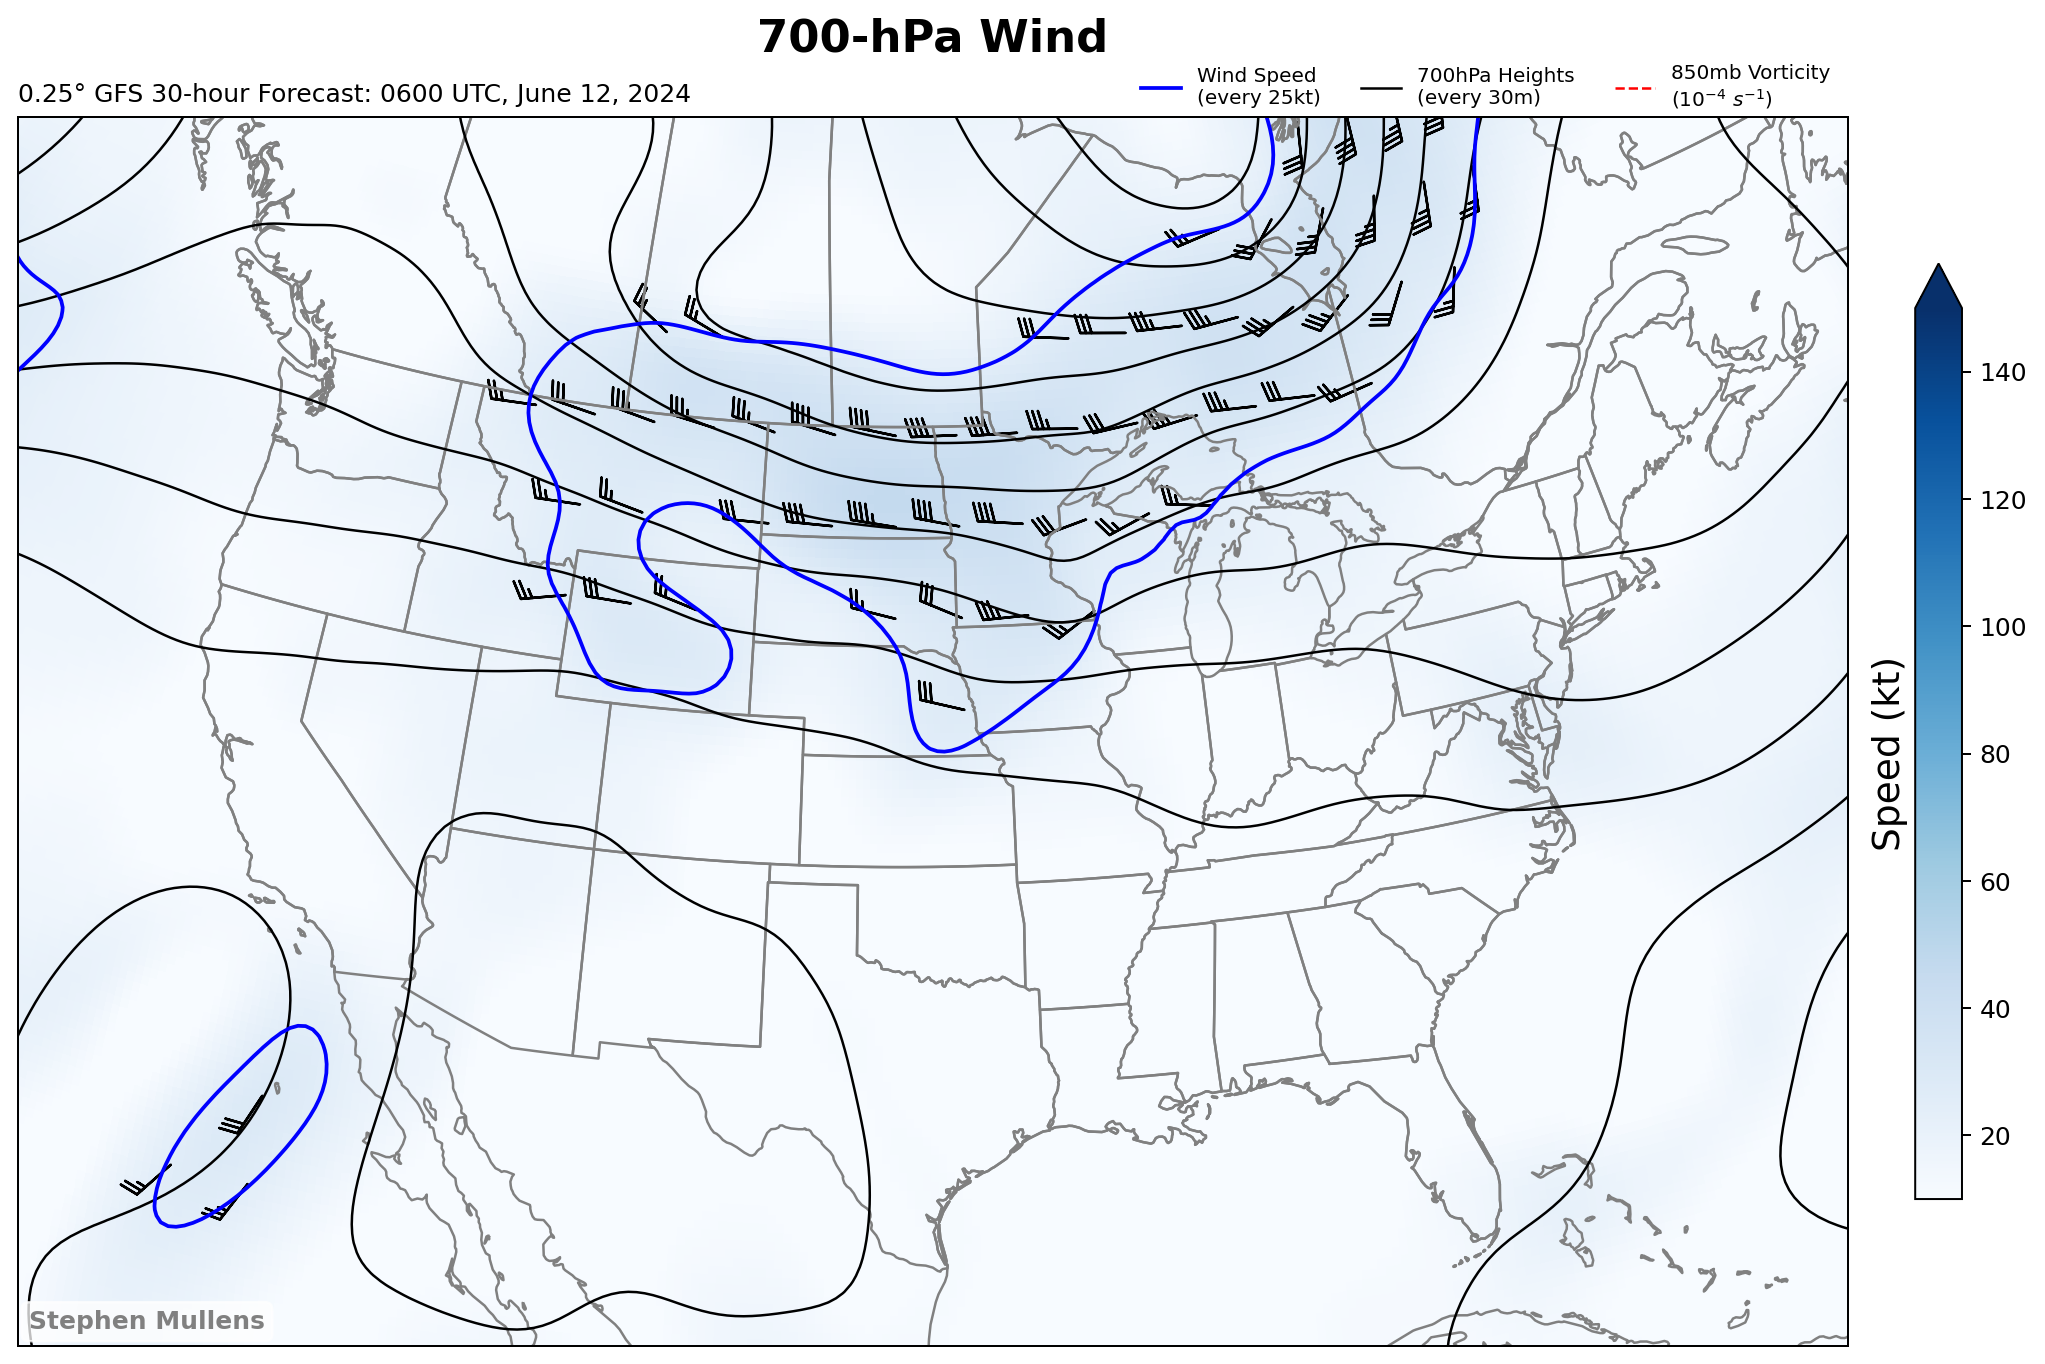 700-hPa Wind
0.25° GFS 30-hour Forecast: 0600 UTC, June 12, 2024
Wind Speed
(every 25kt)
700hPa Heights
(every 30m)
850mb Vorticity
(10⁻⁴ s⁻¹)
140
120
100
80
60
40
20
Speed (kt)
Stephen Mullens